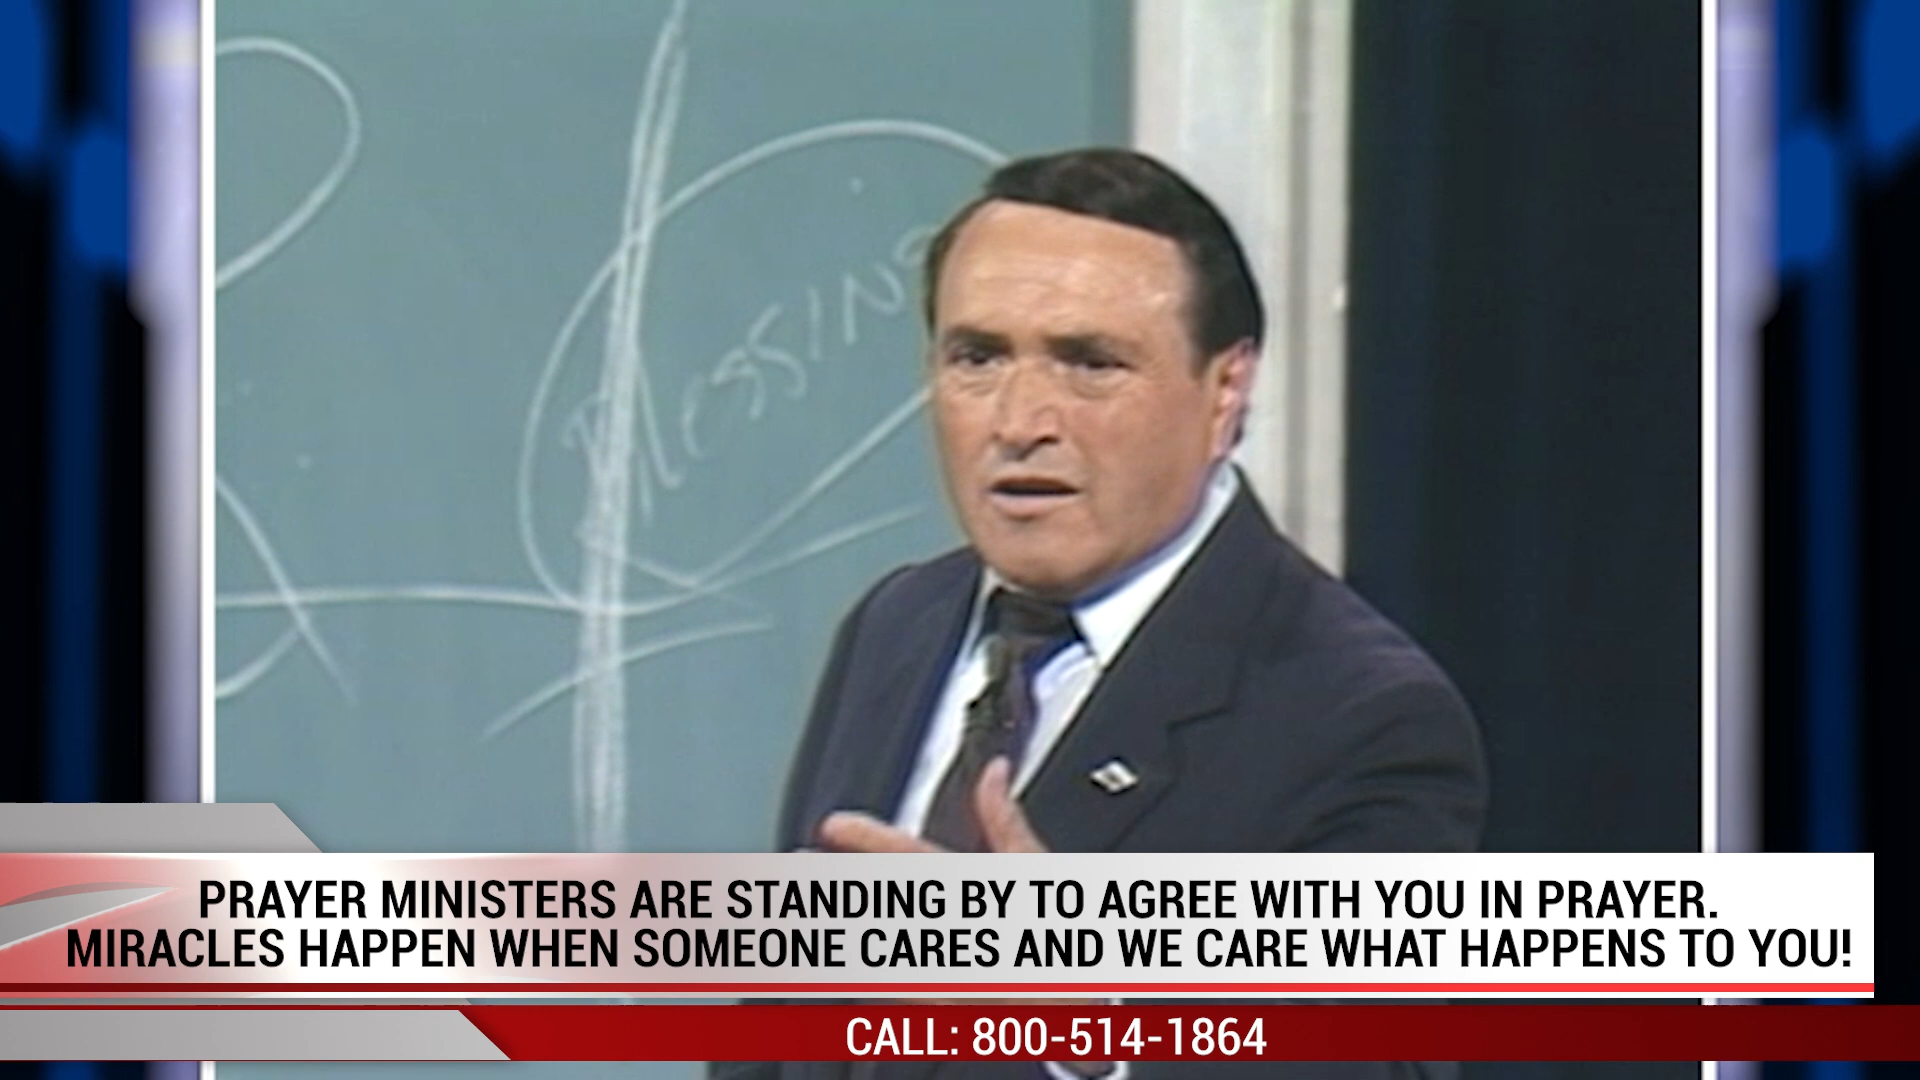 BlessING
PRAYER MINISTERS ARE STANDING BY TO AGREE WITH YOU IN PRAYER.
MIRACLES HAPPEN WHEN SOMEONE CARES AND WE CARE WHAT HAPPENS TO YOU!
CALL: 800-514-1864